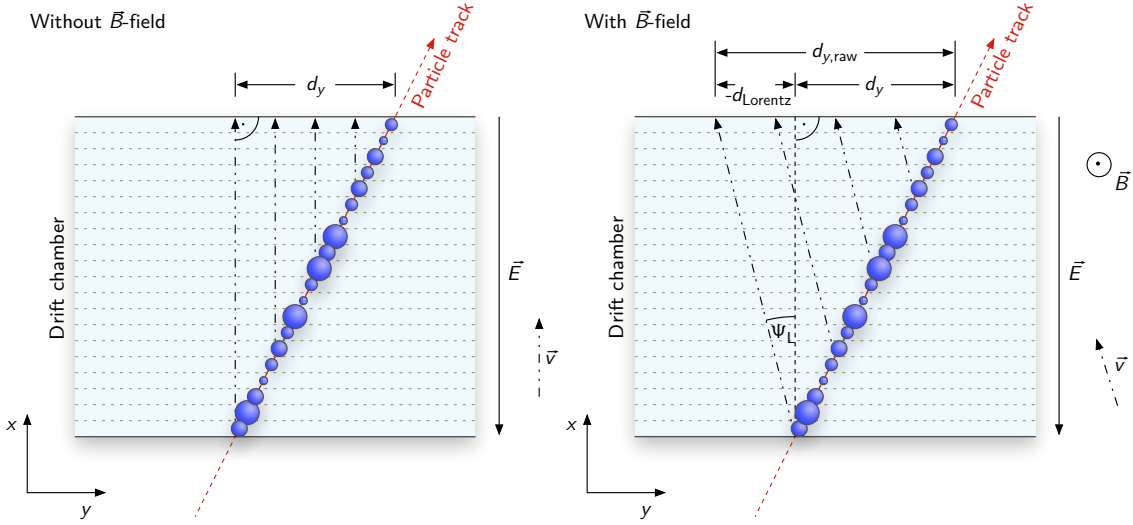 Without B⃗-field
d_y
Particle track
Drift chamber
E⃗
v⃗
x
y
With B⃗-field
d_y,raw
-d_Lorentz
d_y
Particle track
B⃗
Drift chamber
E⃗
Ψ_L
v⃗
x
y